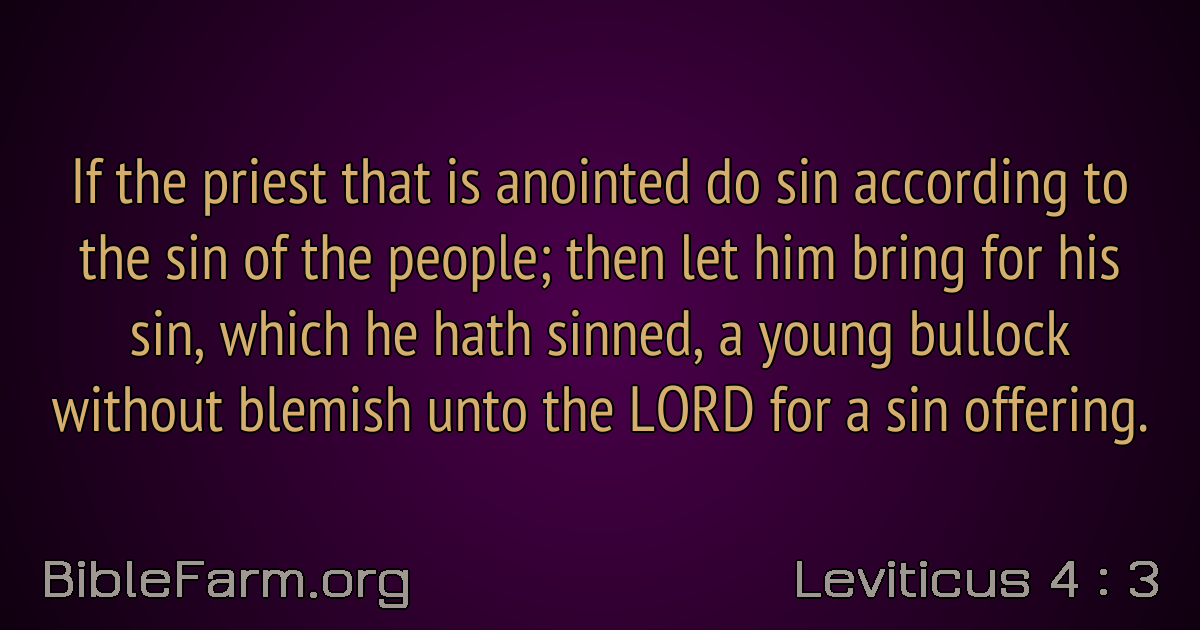 If the priest that is anointed do sin according to
the sin of the people; then let him bring for his
sin, which he hath sinned, a young bullock
without blemish unto the LORD for a sin offering.
BibleFarm.org
Leviticus 4 : 3